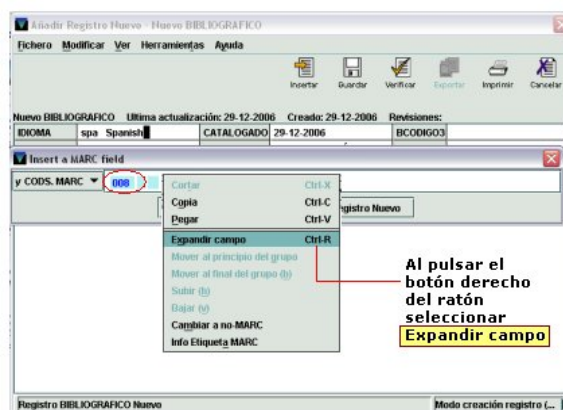 Añadir Registro Nuevo - Nuevo BIBLIOGRAFICO
Fichero Modificar Ver Herramientas Ayuda
Insertar Guardar Verificar Exportar Imprimir Cancelar
Nuevo BIBLIOGRAFICO Ultima actualización: 29-12-2006 Creado: 29-12-2006 Revisiones:
IDIOMA spa Spanish CATALOGADO 29-12-2006 BCODIGO3
Insert a MARC field
y CODS. MARC 008
Cortar Ctrl-X
Copia Ctrl-C
Pegar Ctrl-V
egistro Nuevo
Expandir campo Ctrl-R
Mover al principio del grupo
Mover al final del grupo (b)
Subir (b)
Bajar (v)
Cambiar a no-MARC
Info Etiqueta MARC
Al pulsar el
botón derecho
del ratón
seleccionar
Expandir campo
Registro BIBLIOGRAFICO Nuevo Modo creación registro (...